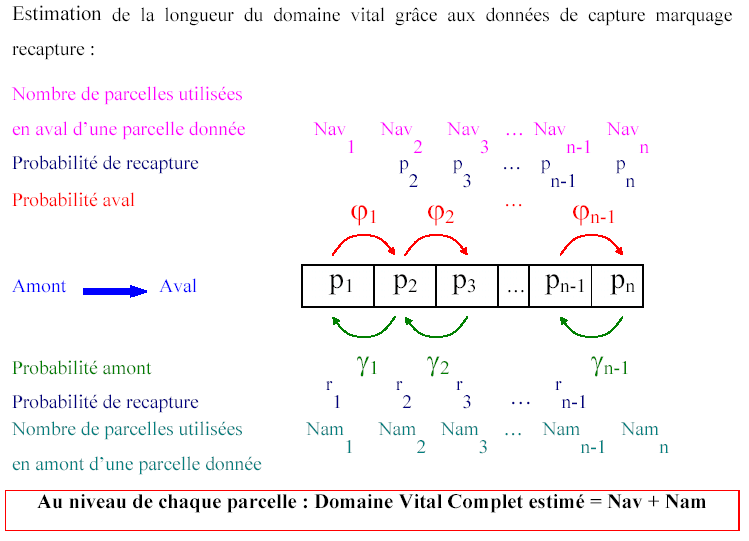 Estimation de la longueur du domaine vital grâce aux données de capture marquage
recapture :
Nombre de parcelles utilisées
en aval d'une parcelle donnée Nav1 Nav2 Nav3 … Navn-1 Navn
Probabilité de recapture p2 p3 … pn-1 pn
Probabilité aval …
φ1 φ2 φn-1
Amont Aval p1 p2 p3 … pn-1 pn
Probabilité amont γ1 γ2 γn-1
Probabilité de recapture r1 r2 r3 … rn-1
Nombre de parcelles utilisées Nam1 Nam2 Nam3 … Namn-1 Namn
en amont d'une parcelle donnée
Au niveau de chaque parcelle : Domaine Vital Complet estimé = Nav + Nam